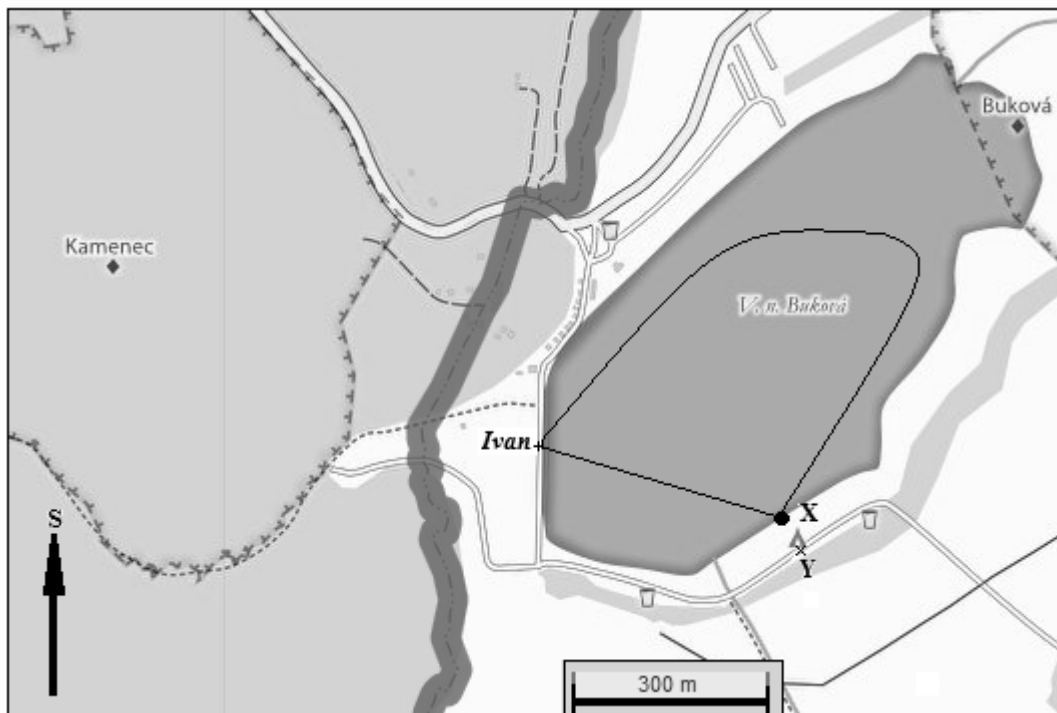 Buková
Kamenec
V. n. Buková
Ivan
S
X
Y
300 m